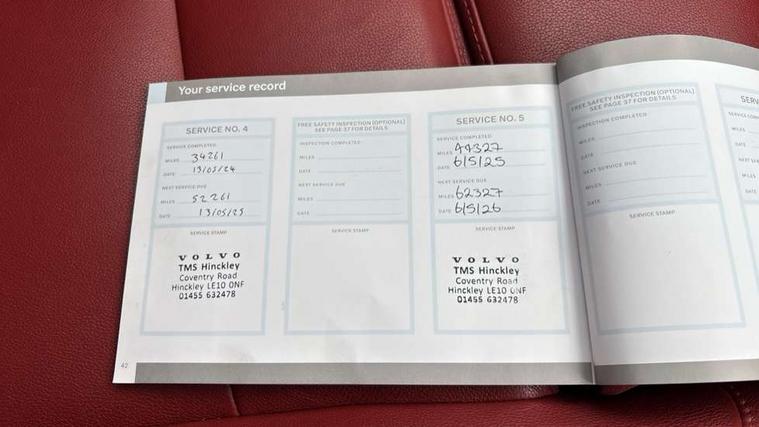 Your service record
SERVICE NO. 4
SERVICE COMPLETED:
MILES 34261
DATE 13/05/24
NEXT SERVICE DUE
MILES 52261
DATE 13/05/25
SERVICE STAMP
VOLVO
TMS Hinckley
Coventry Road
Hinckley LE10 0NF
01455 632478
FREE SAFETY INSPECTION (OPTIONAL)
SEE PAGE 37 FOR DETAILS
INSPECTION COMPLETED:
MILES
DATE
NEXT SERVICE DUE
MILES
DATE
SERVICE STAMP
SERVICE NO. 5
SERVICE COMPLETED:
MILES 44327
DATE 6/5/25
NEXT SERVICE DUE
MILES 62327
DATE 6/5/26
SERVICE STAMP
VOLVO
TMS Hinckley
Coventry Road
Hinckley LE10 0NF
01455 632478
42
FREE SAFETY INSPECTION (OPTIONAL)
SEE PAGE 37 FOR DETAILS
INSPECTION COMPLETED:
MILES
DATE
NEXT SERVICE DUE
MILES
DATE
SERVICE STAMP
SERV
MILES
DATE
MILES
DATE